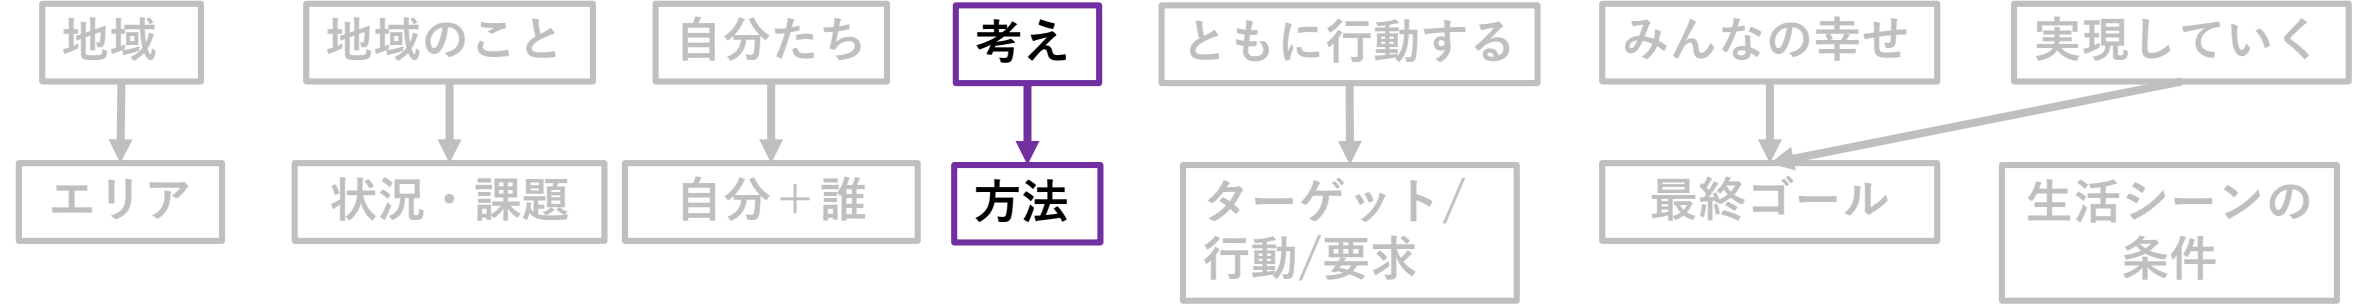 地域
地域のこと
自分たち
考え
ともに行動する
みんなの幸せ
実現していく
エリア
状況・課題
自分＋誰
方法
ターゲット/
行動/要求
最終ゴール
生活シーンの
条件